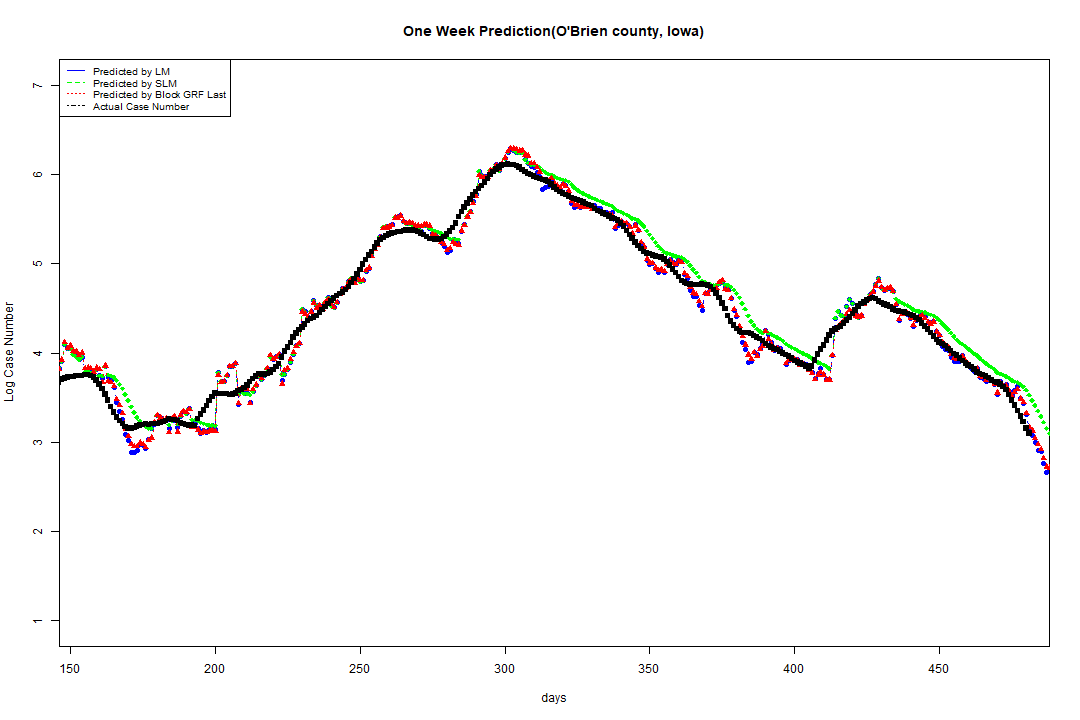 One Week Prediction(O'Brien county, Iowa)
Predicted by LM
Predicted by SLM
Predicted by Block GRF Last
Actual Case Number
Log Case Number
7
6
5
4
3
2
1
150 200 250 300 350 400 450
days